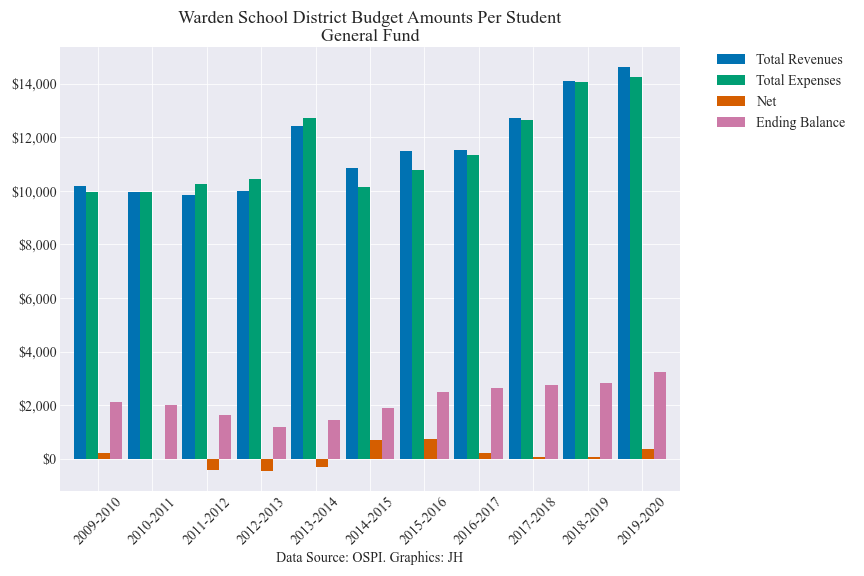 Warden School District Budget Amounts Per Student
General Fund
Total Revenues
Total Expenses
Net
Ending Balance
$14,000
$12,000
$10,000
$8,000
$6,000
$4,000
$2,000
$0
2009-2010
2010-2011
2011-2012
2012-2013
2013-2014
2014-2015
2015-2016
2016-2017
2017-2018
2018-2019
2019-2020
Data Source: OSPI. Graphics: JH